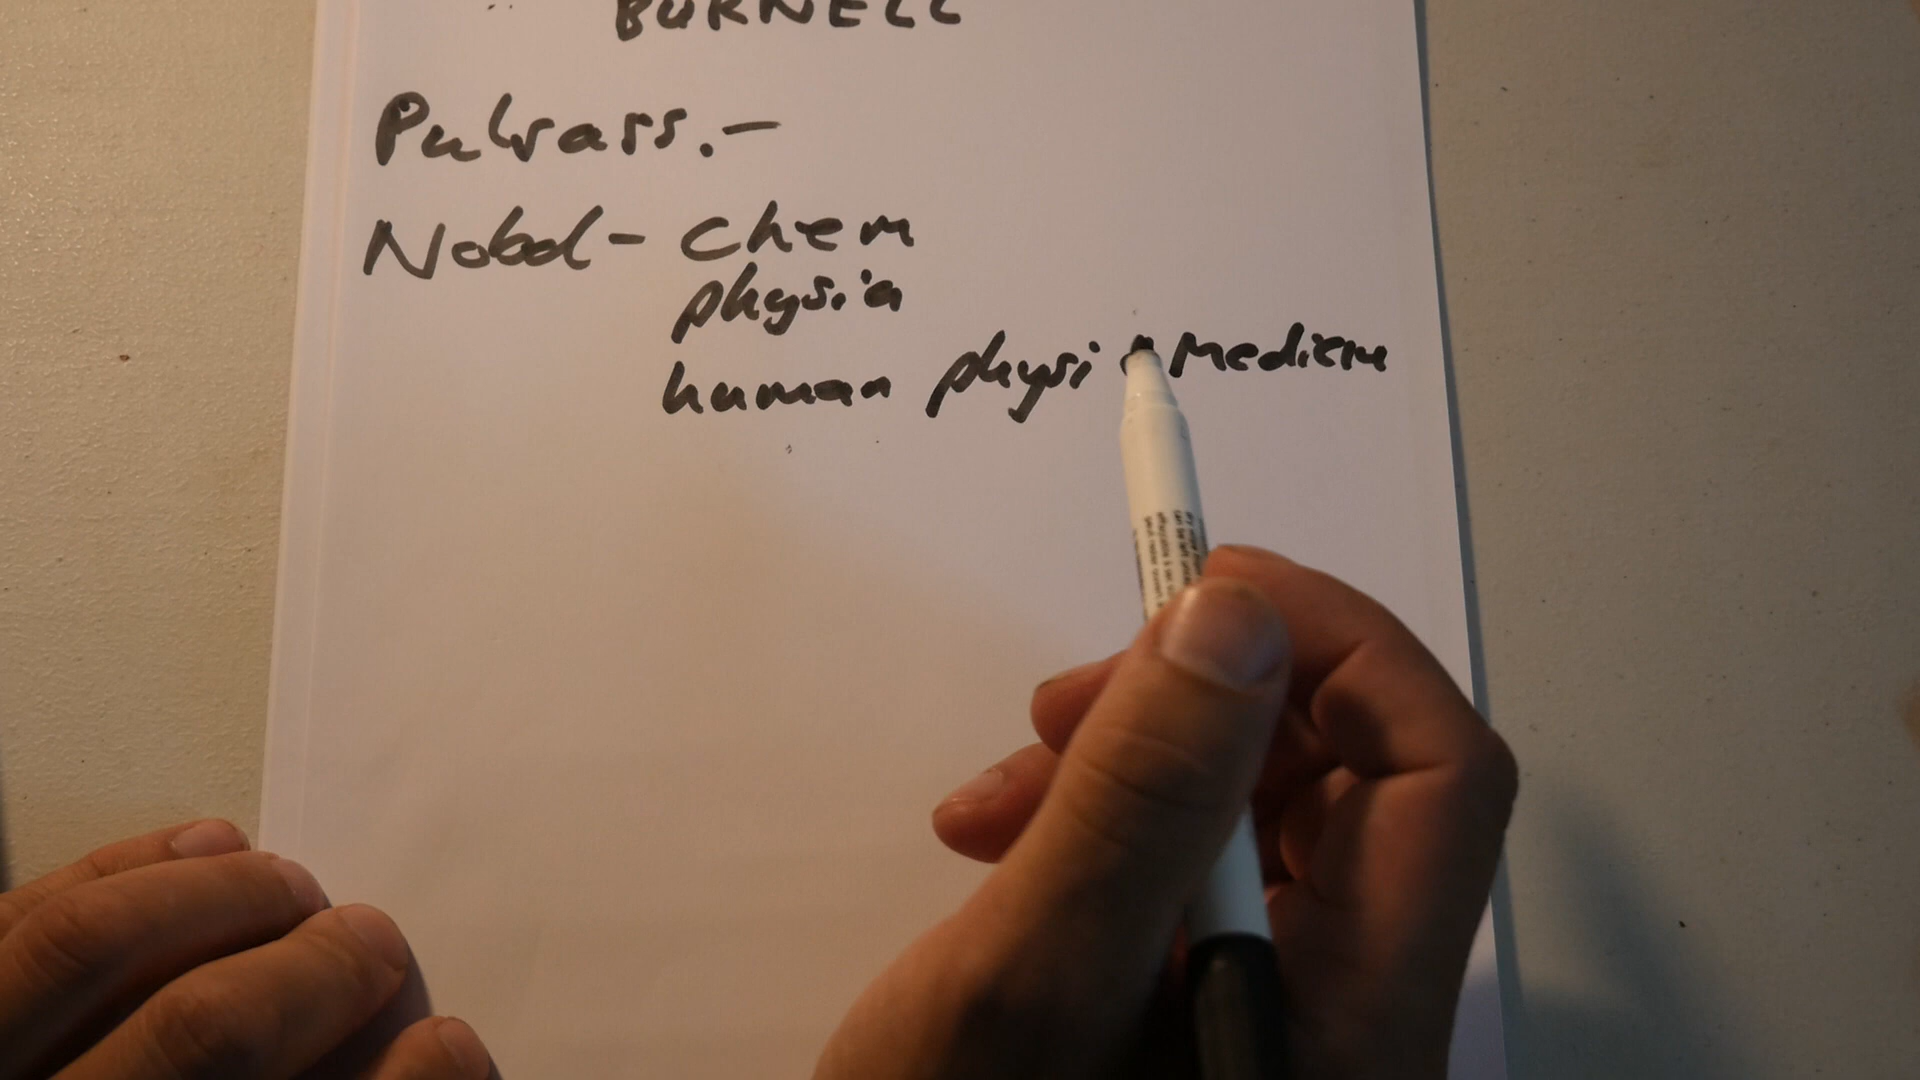 BURNELL
Pulsars.-
Nobel - Chem
physics
human physi & Medicine